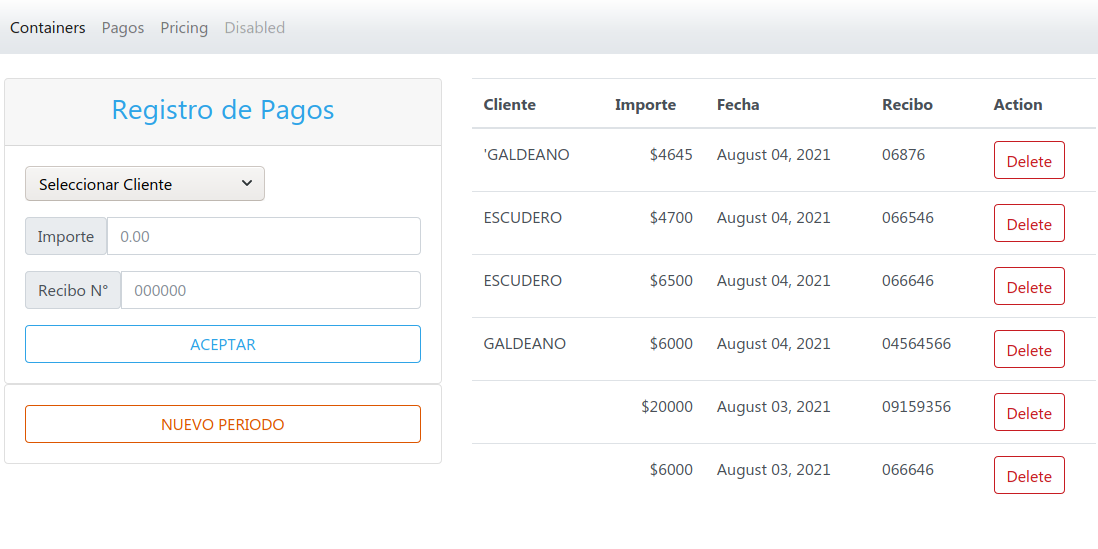 Containers Pagos Pricing Disabled
Registro de Pagos
Seleccionar Cliente
Importe 0.00
Recibo N° 000000
ACEPTAR
NUEVO PERIODO
Cliente Importe Fecha Recibo Action
'GALDEANO $4645 August 04, 2021 06876 Delete
ESCUDERO $4700 August 04, 2021 066546 Delete
ESCUDERO $6500 August 04, 2021 066646 Delete
GALDEANO $6000 August 04, 2021 04564566 Delete
$20000 August 03, 2021 09159356 Delete
$6000 August 03, 2021 066646 Delete